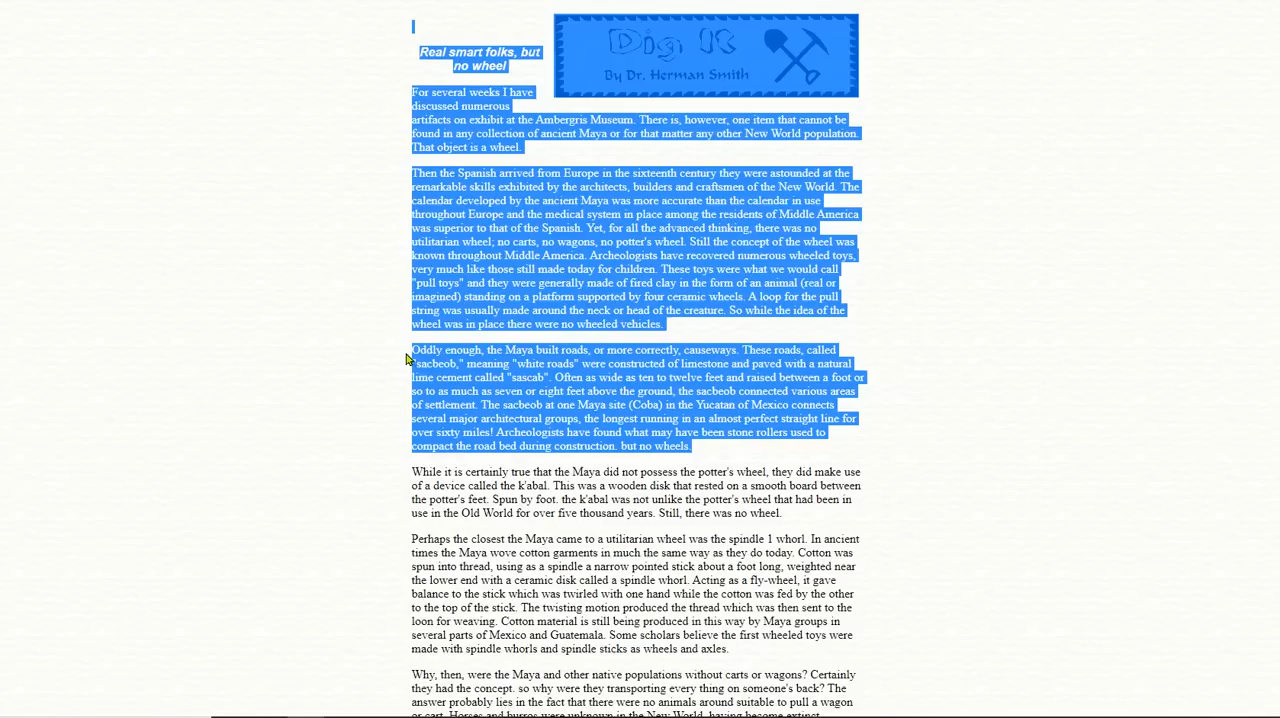 Dig It
By Dr. Herman Smith
Real smart folks, but
no wheel
For several weeks I have
discussed numerous
artifacts on exhibit at the Ambergris Museum. There is, however, one item that cannot be
found in any collection of ancient Maya or for that matter any other New World population.
That object is a wheel.
Then the Spanish arrived from Europe in the sixteenth century they were astounded at the
remarkable skills exhibited by the architects, builders and craftsmen of the New World. The
calendar developed by the ancient Maya was more accurate than the calendar in use
throughout Europe and the medical system in place among the residents of Middle America
was superior to that of the Spanish. Yet, for all the advanced thinking, there was no
utilitarian wheel; no carts, no wagons, no potter's wheel. Still the concept of the wheel was
known throughout Middle America. Archeologists have recovered numerous wheeled toys,
very much like those still made today for children. These toys were what we would call
"pull toys" and they were generally made of fired clay in the form of an animal (real or
imagined) standing on a platform supported by four ceramic wheels. A loop for the pull
string was usually made around the neck or head of the creature. So while the idea of the
wheel was in place there were no wheeled vehicles.
Oddly enough, the Maya built roads, or more correctly, causeways. These roads, called
"sacbeob," meaning "white roads" were constructed of limestone and paved with a natural
lime cement called "sascab". Often as wide as ten to twelve feet and raised between a foot or
so to as much as seven or eight feet above the ground, the sacbeob connected various areas
of settlement. The sacbeob at one Maya site (Coba) in the Yucatan of Mexico connects
several major architectural groups, the longest running in an almost perfect straight line for
over sixty miles! Archeologists have found what may have been stone rollers used to
compact the road bed during construction. but no wheels.
While it is certainly true that the Maya did not possess the potter's wheel, they did make use
of a device called the k'abal. This was a wooden disk that rested on a smooth board between
the potter's feet. Spun by foot. the k'abal was not unlike the potter's wheel that had been in
use in the Old World for over five thousand years. Still, there was no wheel.
Perhaps the closest the Maya came to a utilitarian wheel was the spindle 1 whorl. In ancient
times the Maya wove cotton garments in much the same way as they do today. Cotton was
spun into thread, using as a spindle a narrow pointed stick about a foot long, weighted near
the lower end with a ceramic disk called a spindle whorl. Acting as a fly-wheel, it gave
balance to the stick which was twirled with one hand while the cotton was fed by the other
to the top of the stick. The twisting motion produced the thread which was then sent to the
loon for weaving. Cotton material is still being produced in this way by Maya groups in
several parts of Mexico and Guatemala. Some scholars believe the first wheeled toys were
made with spindle whorls and spindle sticks as wheels and axles.
Why, then, were the Maya and other native populations without carts or wagons? Certainly
they had the concept. so why were they transporting every thing on someone's back? The
answer probably lies in the fact that there were no animals around suitable to pull a wagon
or cart. Horses and burros were unknown in the New World, having become extinct